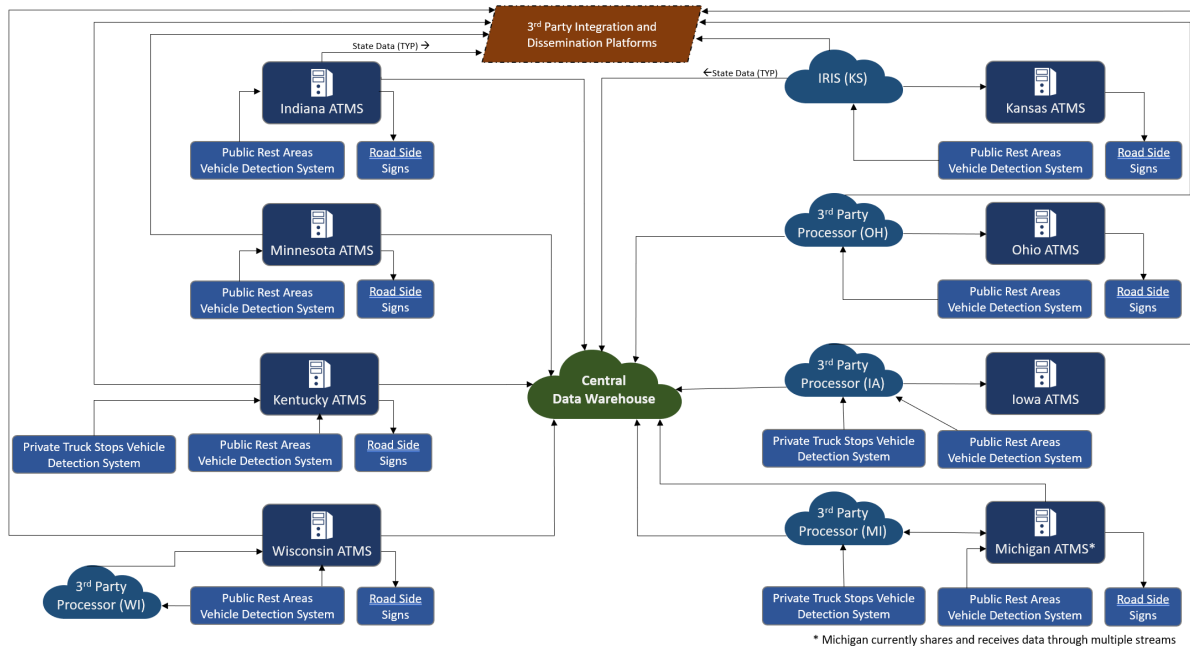 3rd Party Integration and
Dissemination Platforms
State Data (TYP) →
←State Data (TYP)
Indiana ATMS
IRIS (KS)
Kansas ATMS
Public Rest Areas
Vehicle Detection System
Road Side
Signs
Public Rest Areas
Vehicle Detection System
Road Side
Signs
Minnesota ATMS
3rd Party
Processor (OH)
Ohio ATMS
Public Rest Areas
Vehicle Detection System
Road Side
Signs
Public Rest Areas
Vehicle Detection System
Road Side
Signs
Kentucky ATMS
Central
Data Warehouse
3rd Party
Processor (IA)
Iowa ATMS
Private Truck Stops Vehicle
Detection System
Public Rest Areas
Vehicle Detection System
Road Side
Signs
Private Truck Stops Vehicle
Detection System
Public Rest Areas
Vehicle Detection System
Wisconsin ATMS
3rd Party
Processor (MI)
Michigan ATMS*
3rd Party
Processor (WI)
Public Rest Areas
Vehicle Detection System
Road Side
Signs
Private Truck Stops Vehicle
Detection System
Public Rest Areas
Vehicle Detection System
Road Side
Signs
* Michigan currently shares and receives data through multiple streams